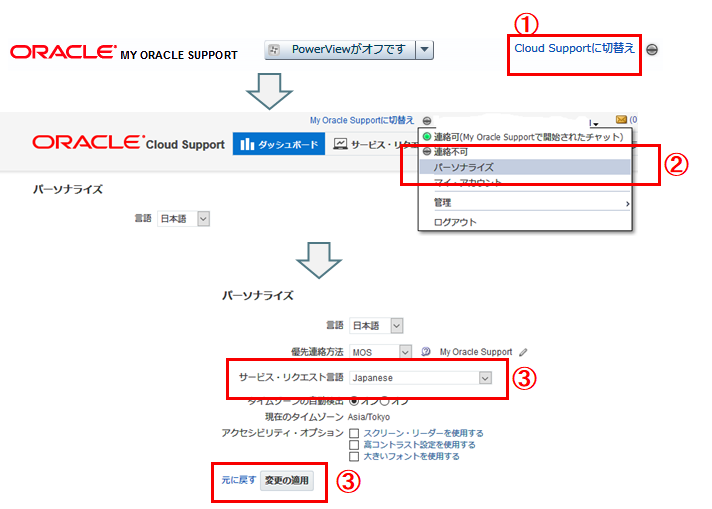 ①
ORACLE MY ORACLE SUPPORT PowerViewがオフです Cloud Supportに切替え
My Oracle Supportに切替え (0
連絡可(My Oracle Supportで開始されたチャット)
ORACLE Cloud Support ダッシュボード サービス・リクエ
連絡不可
パーソナライズ ②
マイ・アカウント
パーソナライズ
管理
言語 日本語
ログアウト
パーソナライズ
言語 日本語
優先連絡方法 MOS My Oracle Support
サービス・リクエスト言語 Japanese ③
タイムゾーンの自動検出 オン オフ
現在のタイムゾーン Asia/Tokyo
アクセシビリティ・オプション スクリーン・リーダーを使用する
高コントラスト設定を使用する
大きいフォントを使用する
元に戻す 変更の適用 ③